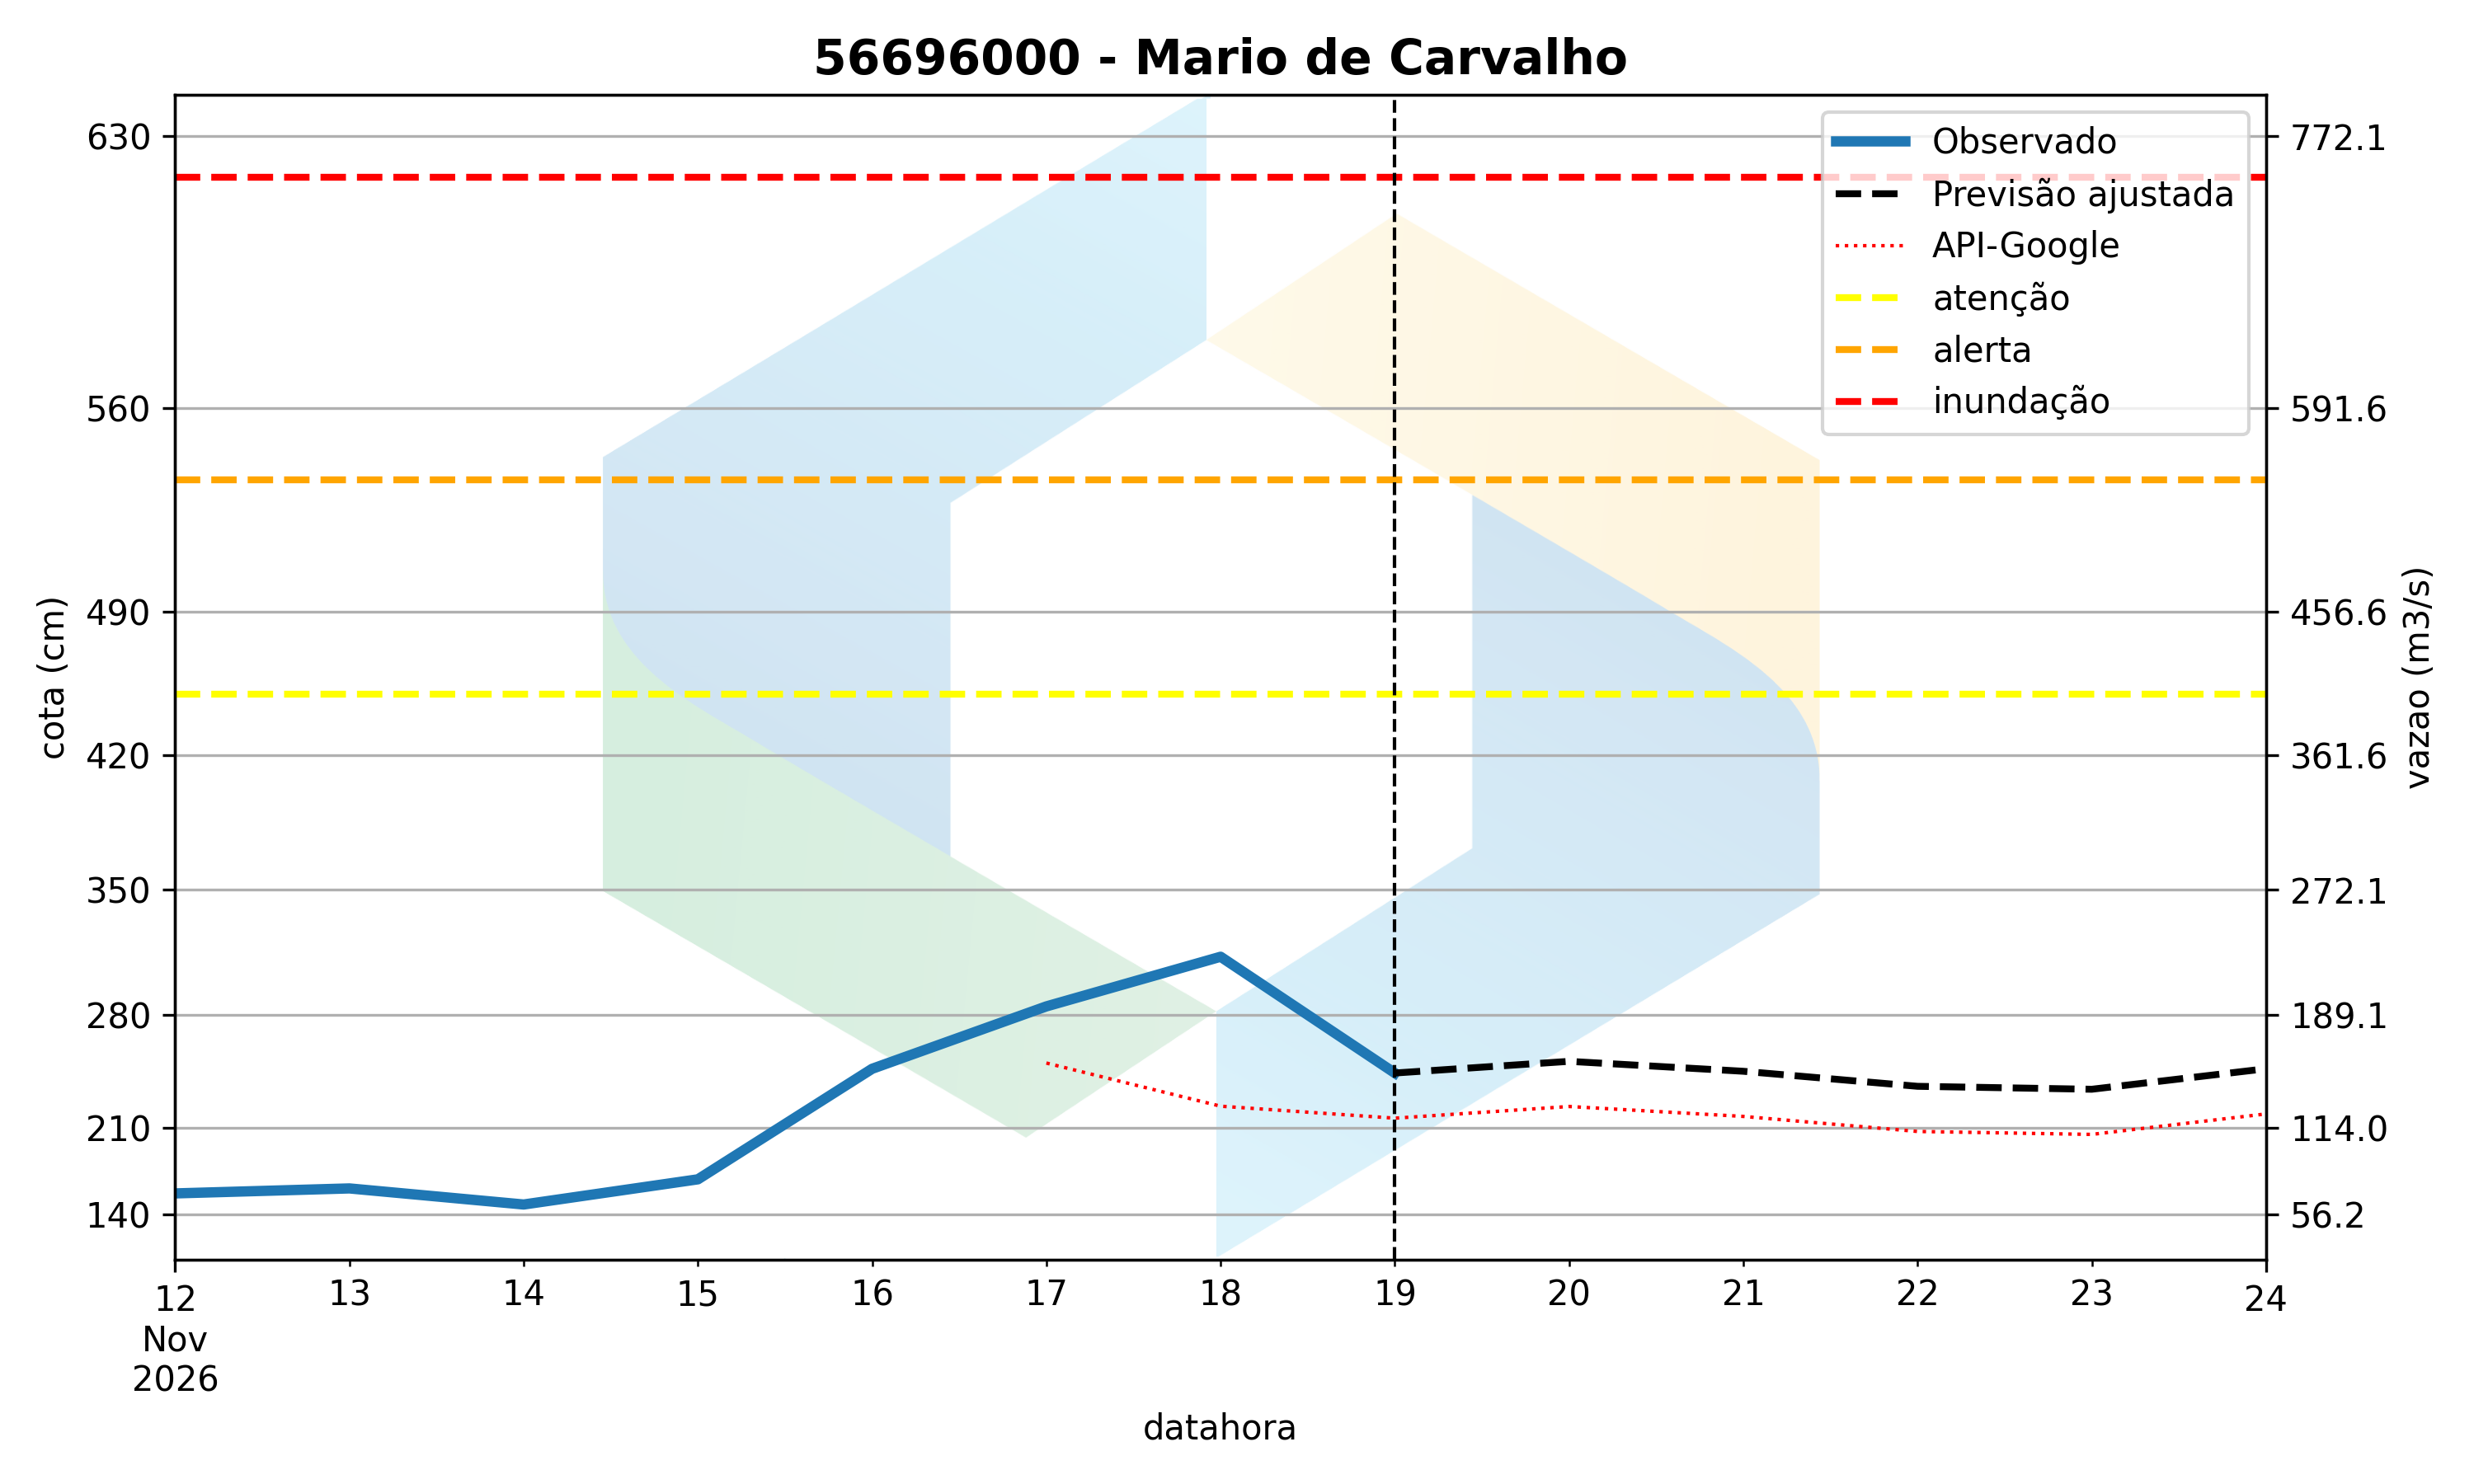 56696000 - Mario de Carvalho
630
560
490
420
350
280
210
140
cota (cm)
772.1
591.6
456.6
361.6
272.1
189.1
114.0
56.2
vazao (m3/s)
Observado
Previsão ajustada
API-Google
atenção
alerta
inundação
12 13 14 15 16 17 18 19 20 21 22 23 24
Nov
2026
datahora